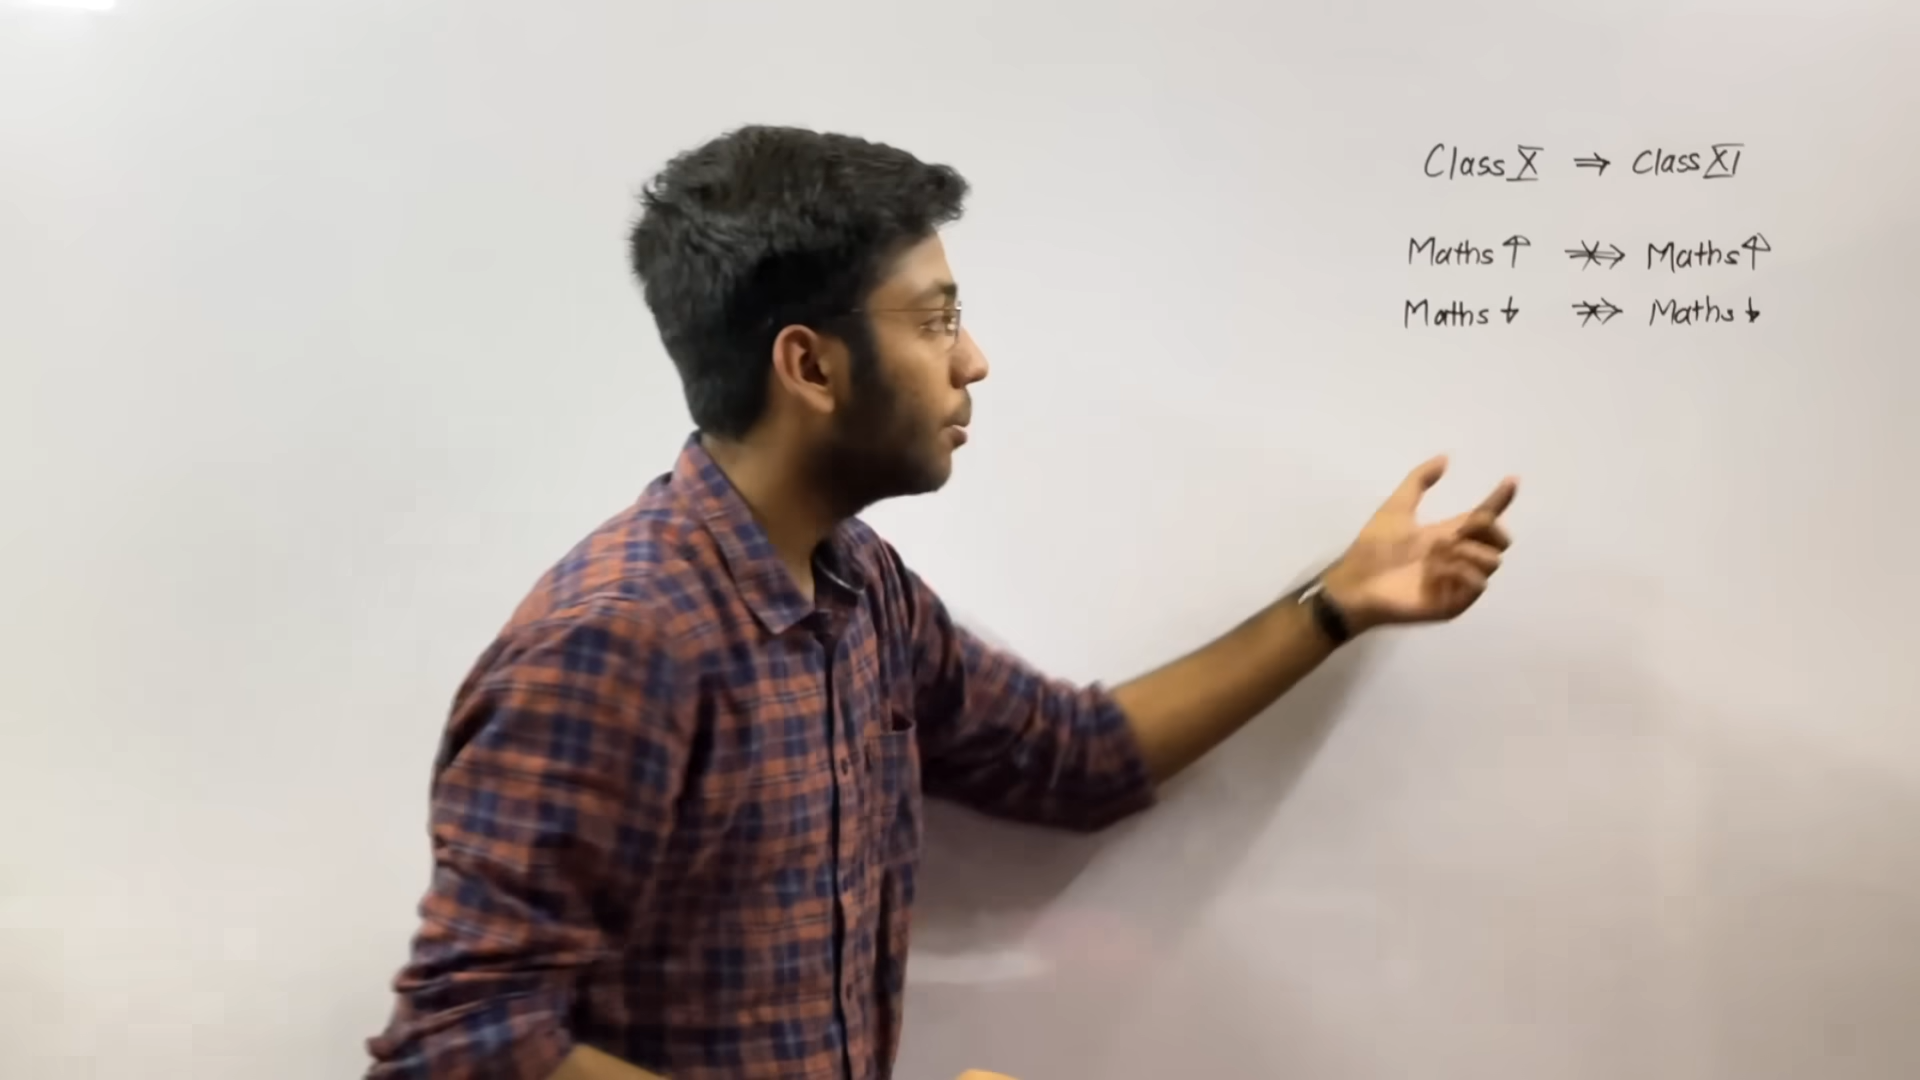 Class X ⇒ Class XI
Maths ↑ ⇏ Maths ↑
Maths ↓ ⇏ Maths ↓